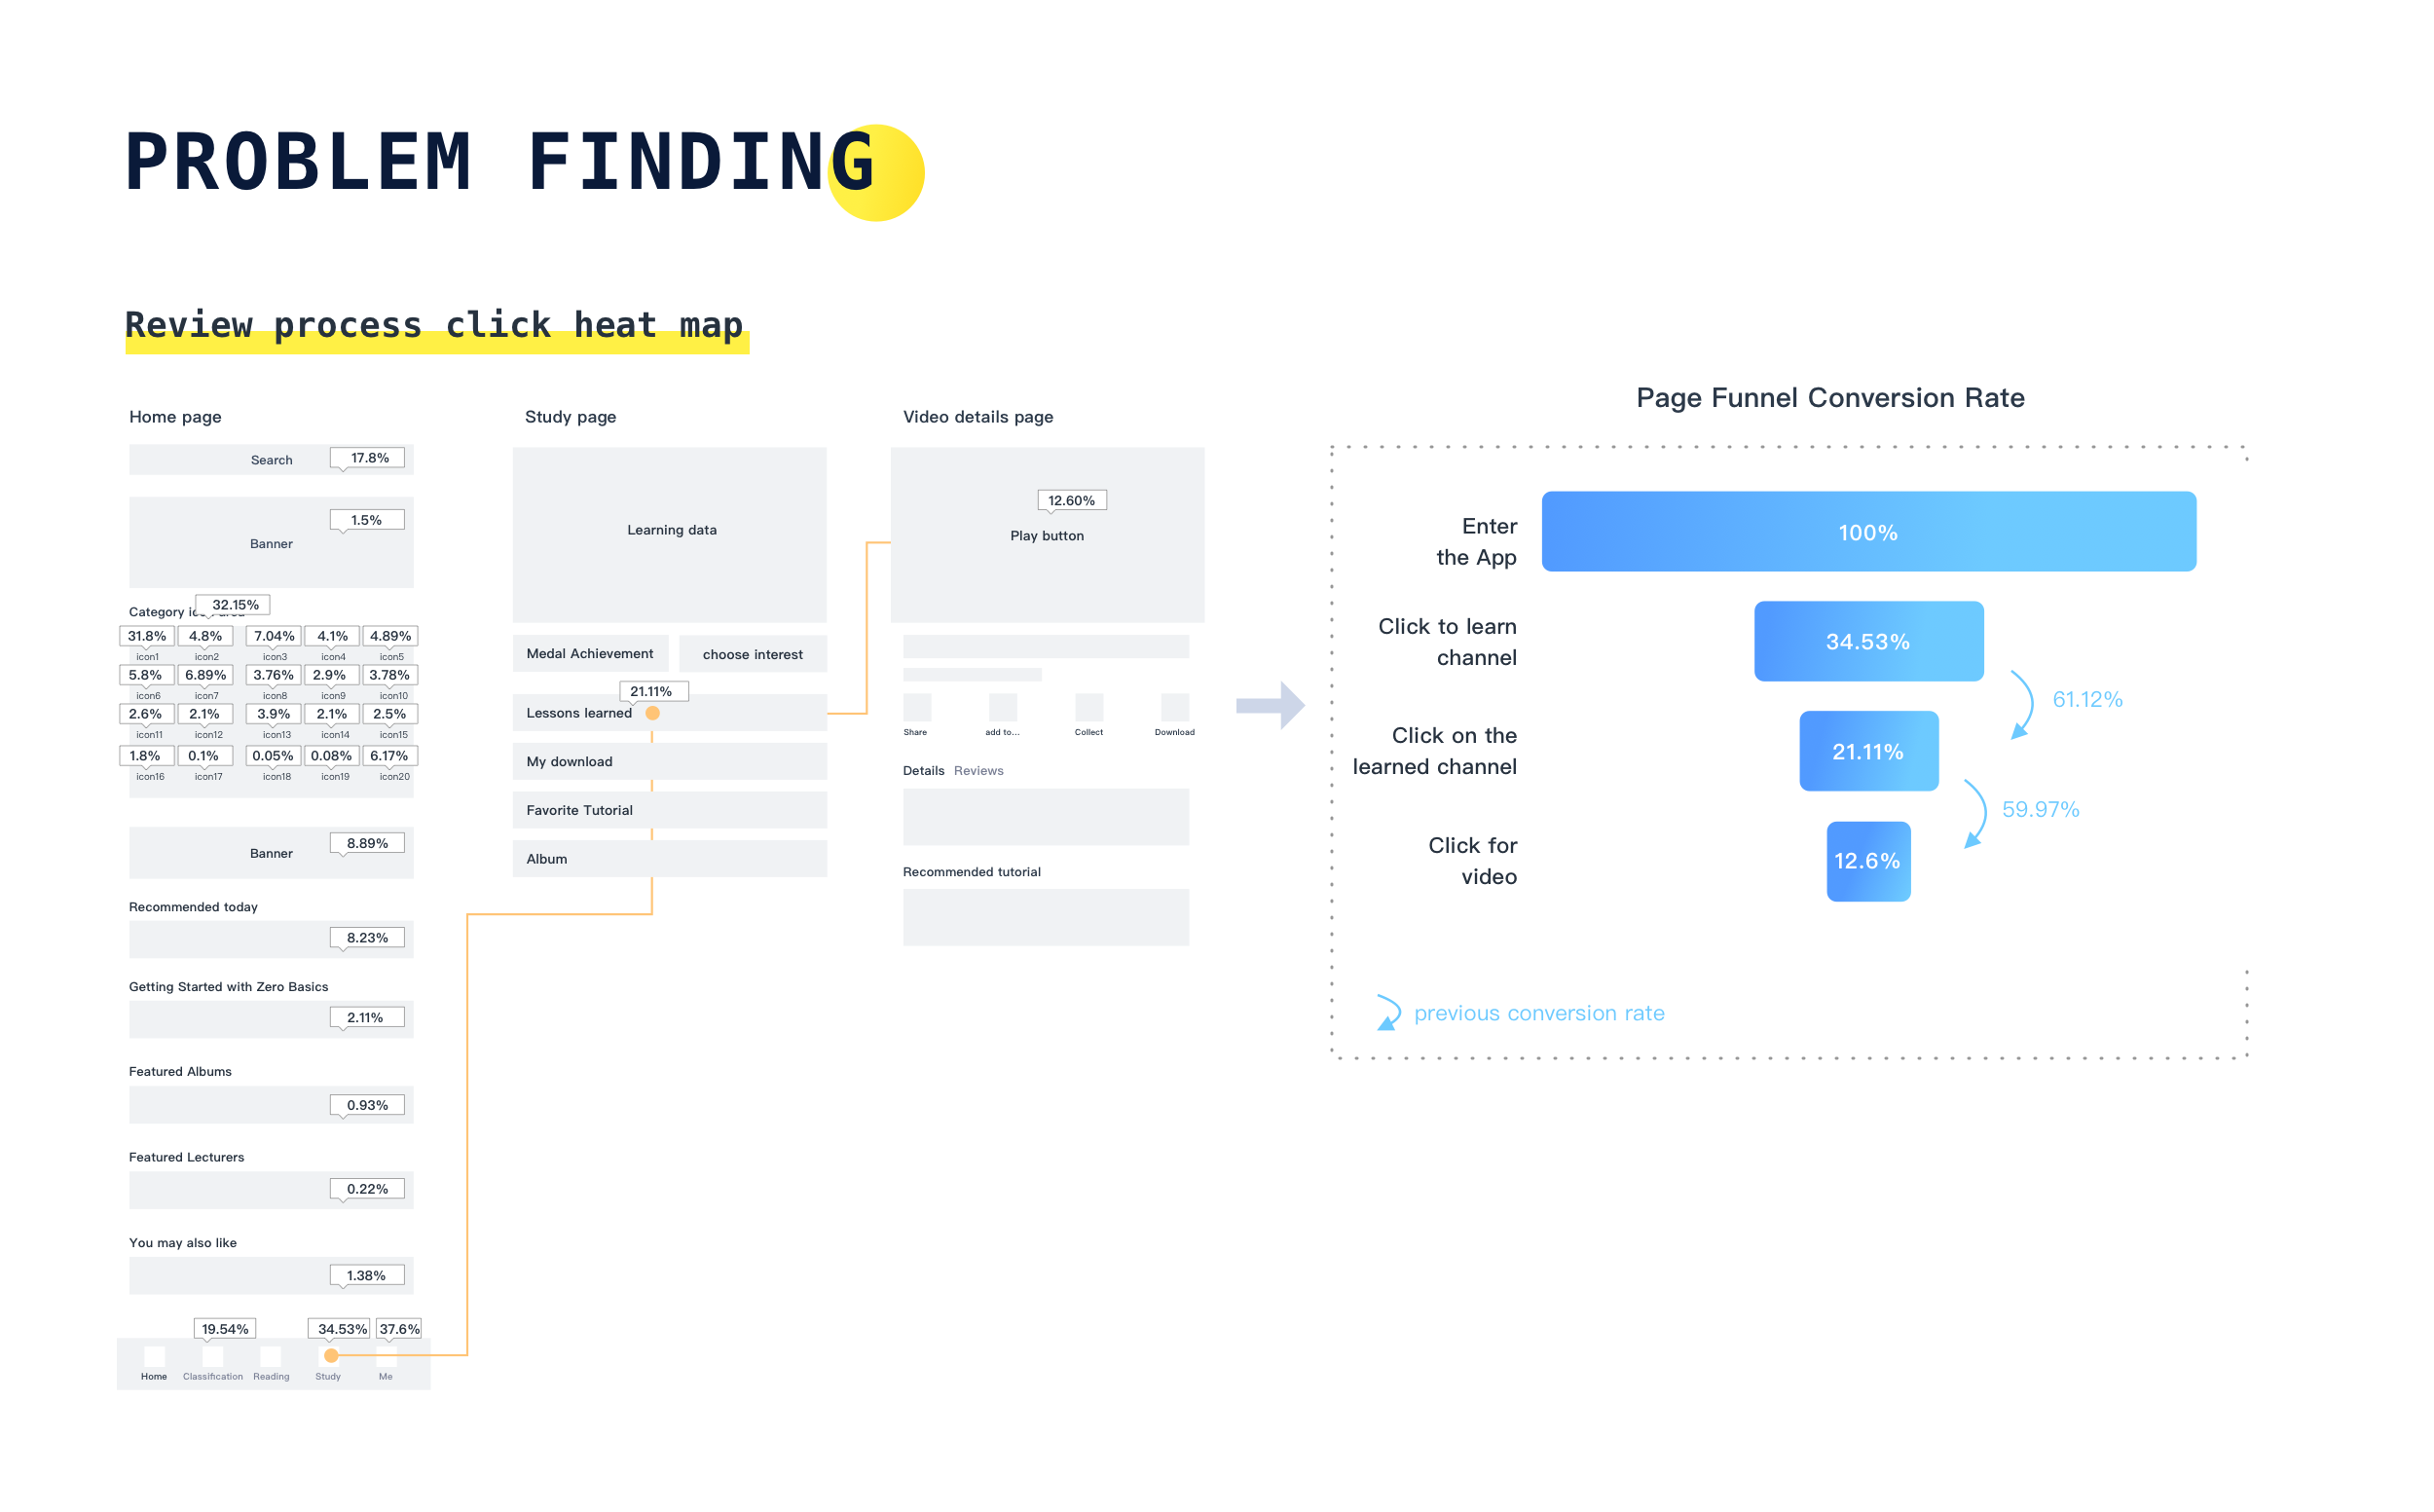 PROBLEM FINDING
Review process click heat map
Home page
Search
17.8%
1.5%
Banner
32.15%
Category
31.8% 4.8% 7.04% 4.1% 4.89%
icon1 icon2 icon3 icon4 icon5
5.8% 6.89% 3.76% 2.9% 3.78%
icon6 icon7 icon8 icon9 icon10
2.6% 2.1% 3.9% 2.1% 2.5%
icon11 icon12 icon13 icon14 icon15
1.8% 0.1% 0.05% 0.08% 6.17%
icon16 icon17 icon18 icon19 icon20
8.89%
Banner
Recommended today
8.23%
Getting Started with Zero Basics
2.11%
Featured Albums
0.93%
Featured Lecturers
0.22%
You may also like
1.38%
19.54% 34.53% 37.6%
Home Classification Reading Study Me
Study page
Learning data
Medal Achievement choose interest
21.11%
Lessons learned
My download
Favorite Tutorial
Album
Video details page
12.60%
Play button
Share add to... Collect Download
Details Reviews
Recommended tutorial
Page Funnel Conversion Rate
Enter
the App
100%
Click to learn
channel
34.53%
61.12%
Click on the
learned channel
21.11%
59.97%
Click for
video
12.6%
previous conversion rate